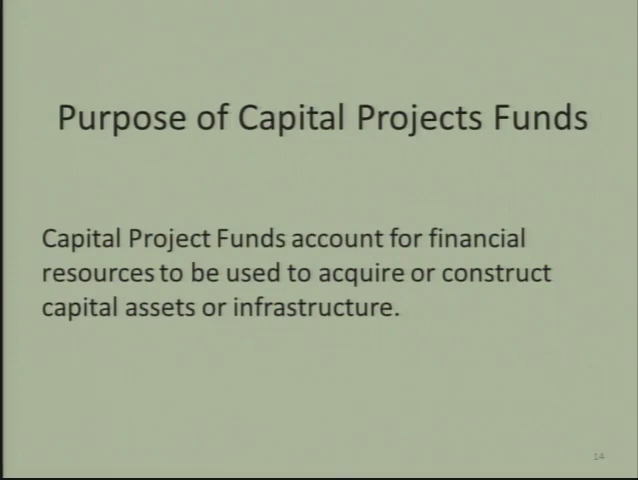 Purpose of Capital Projects Funds
Capital Project Funds account for financial
resources to be used to acquire or construct
capital assets or infrastructure.
14